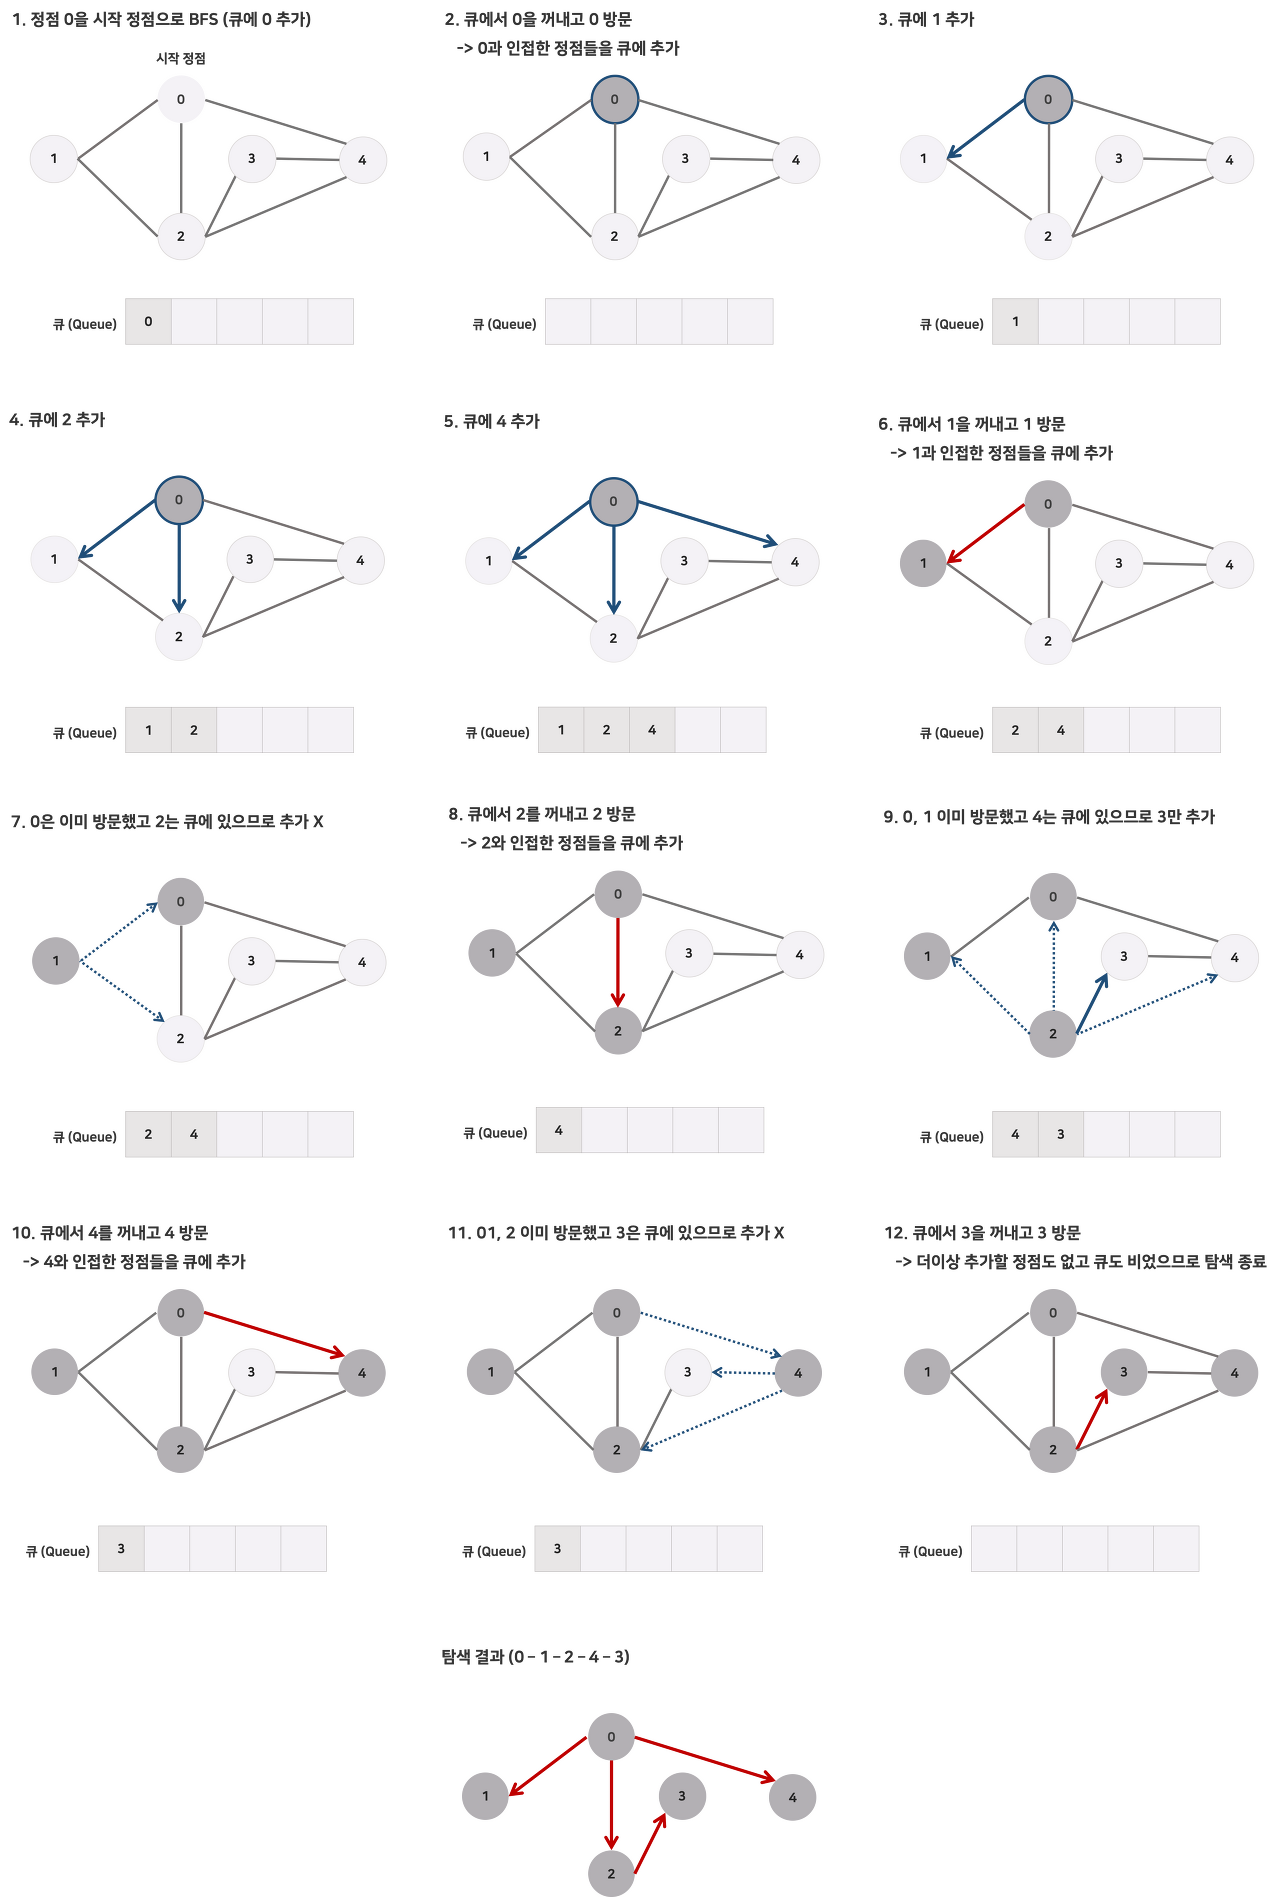 1. 정점 0을 시작 정점으로 BFS (큐에 0 추가)
시작 정점
0
1
3
4
2
큐 (Queue)
0
2. 큐에서 0을 꺼내고 0 방문
-> 0과 인접한 정점들을 큐에 추가
0
1
3
4
2
큐 (Queue)
3. 큐에 1 추가
0
1
3
4
2
큐 (Queue)
1
4. 큐에 2 추가
0
1
3
4
2
큐 (Queue)
1 2
5. 큐에 4 추가
0
1
3
4
2
큐 (Queue)
1 2 4
6. 큐에서 1을 꺼내고 1 방문
-> 1과 인접한 정점들을 큐에 추가
0
1
3
4
2
큐 (Queue)
2 4
7. 0은 이미 방문했고 2는 큐에 있으므로 추가 X
0
1
3
4
2
큐 (Queue)
2 4
8. 큐에서 2를 꺼내고 2 방문
-> 2와 인접한 정점들을 큐에 추가
0
1
3
4
2
큐 (Queue)
4
9. 0, 1 이미 방문했고 4는 큐에 있으므로 3만 추가
0
1
3
4
2
큐 (Queue)
4 3
10. 큐에서 4를 꺼내고 4 방문
-> 4와 인접한 정점들을 큐에 추가
0
1
3
4
2
큐 (Queue)
3
11. 01, 2 이미 방문했고 3은 큐에 있으므로 추가 X
0
1
3
4
2
큐 (Queue)
3
12. 큐에서 3을 꺼내고 3 방문
-> 더이상 추가할 정점도 없고 큐도 비었으므로 탐색 종료
0
1
3
4
2
큐 (Queue)
탐색 결과 (0 – 1 – 2 – 4 – 3)
0
1
3
4
2